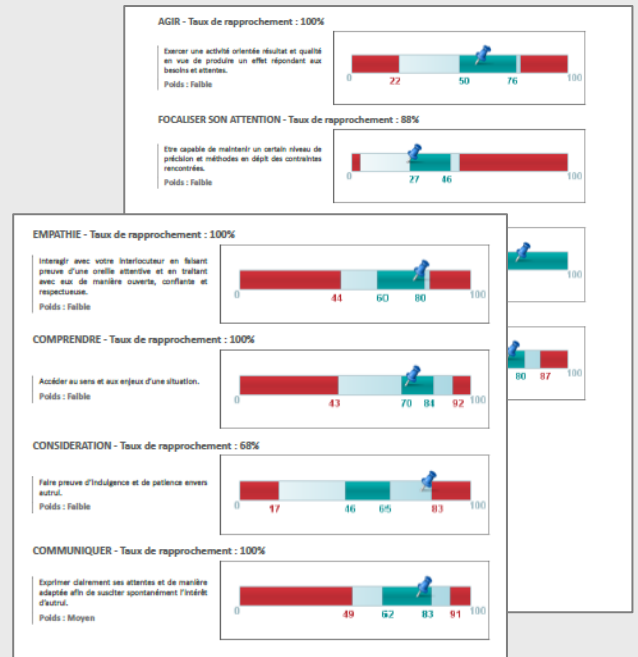 AGIR - Taux de rapprochement : 100%
Exercer une activité orientée résultat et qualité
en vue de produire un effet répondant aux
besoins et attentes.
Poids : Faible
0 22 50 76 100
FOCALISER SON ATTENTION - Taux de rapprochement : 88%
Etre capable de maintenir un certain niveau de
précision et méthodes en dépit des contraintes
rencontrées.
Poids : Faible
0 27 46 100
100
80 87 100
EMPATHIE - Taux de rapprochement : 100%
Interagir avec votre interlocuteur en faisant
preuve d'une oreille attentive et en traitant
avec eux de manière ouverte, confiante et
respectueuse.
Poids : Faible
0 44 60 80 100
COMPRENDRE - Taux de rapprochement : 100%
Accéder au sens et aux enjeux d'une situation.
Poids : Faible
0 43 70 84 92 100
CONSIDERATION - Taux de rapprochement : 68%
Faire preuve d'indulgence et de patience envers
autrui.
Poids : Faible
0 17 46 65 83 100
COMMUNIQUER - Taux de rapprochement : 100%
Exprimer clairement ses attentes et de manière
adaptée afin de susciter spontanément l'intérêt
d'autrui.
Poids : Moyen
0 49 62 83 91 100